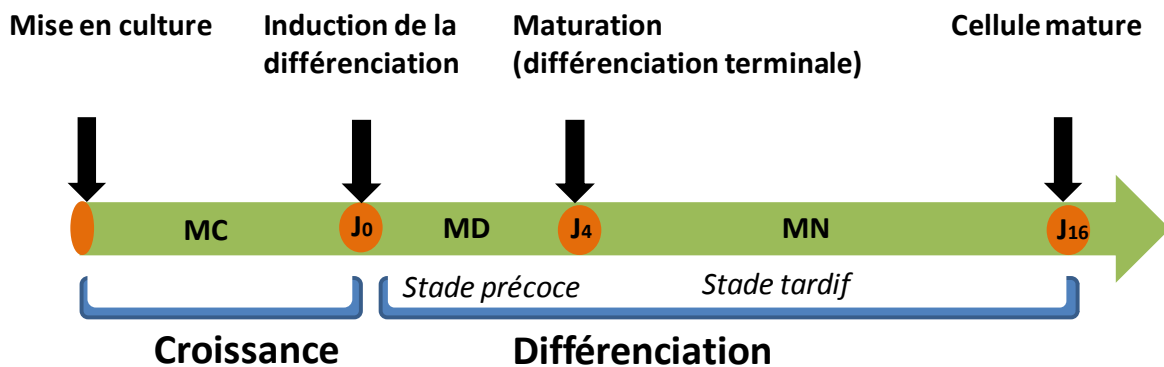 Mise en culture
Induction de la
différenciation
Maturation
(différenciation terminale)
Cellule mature
MC
J0
MD
J4
MN
J16
Stade précoce
Stade tardif
Croissance
Différenciation